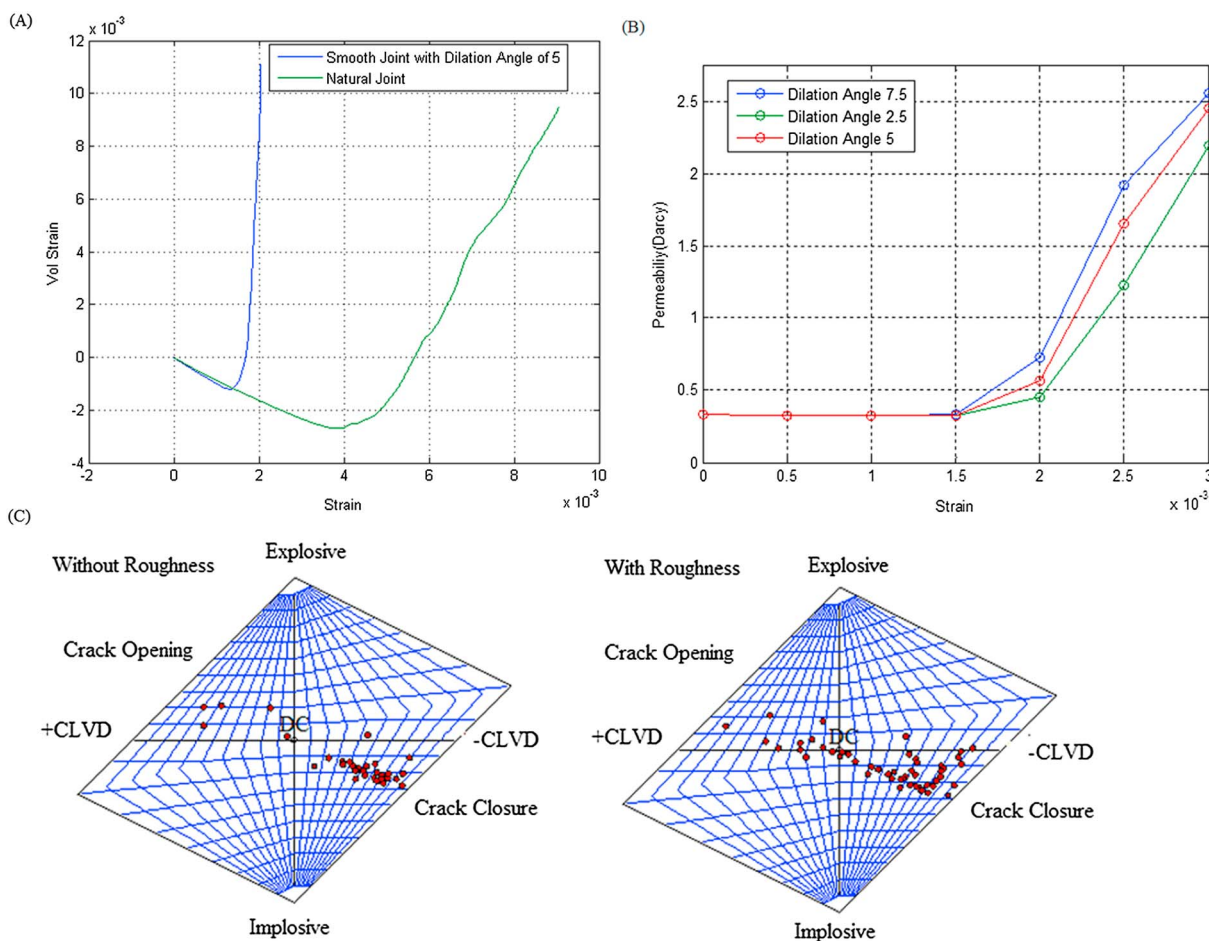 (A)
x 10⁻³
12
10
8
6
4
2
0
-2
-4
-2
0
2
4
6
8
10
x 10⁻³
Vol Strain
Strain
Smooth Joint with Dilation Angle of 5
Natural Joint
(B)
2.5
2
1.5
1
0.5
0
0
0.5
1
1.5
2
2.5
3
x 10⁻³
Permeabiliy(Darcy)
Strain
Dilation Angle 7.5
Dilation Angle 2.5
Dilation Angle 5
(C)
Without Roughness
Explosive
Crack Opening
+CLVD
DC
-CLVD
Crack Closure
Implosive
With Roughness
Explosive
Crack Opening
+CLVD
DC
-CLVD
Crack Closure
Implosive